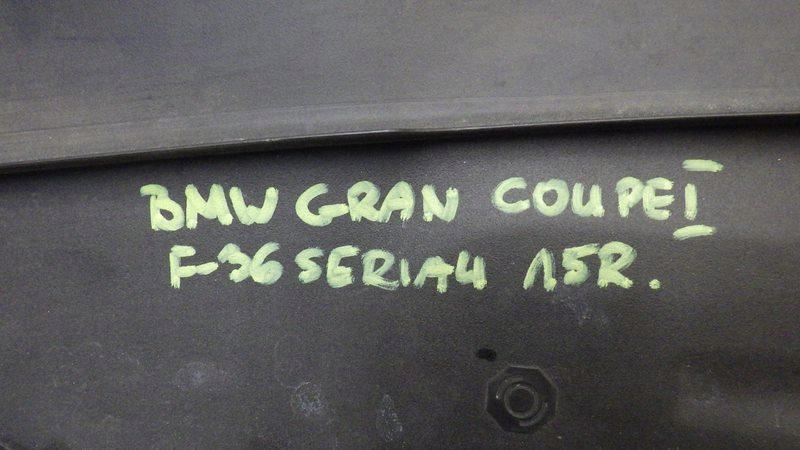 BMW GRAN COUPE I
F-36 SERIA 4 15R.